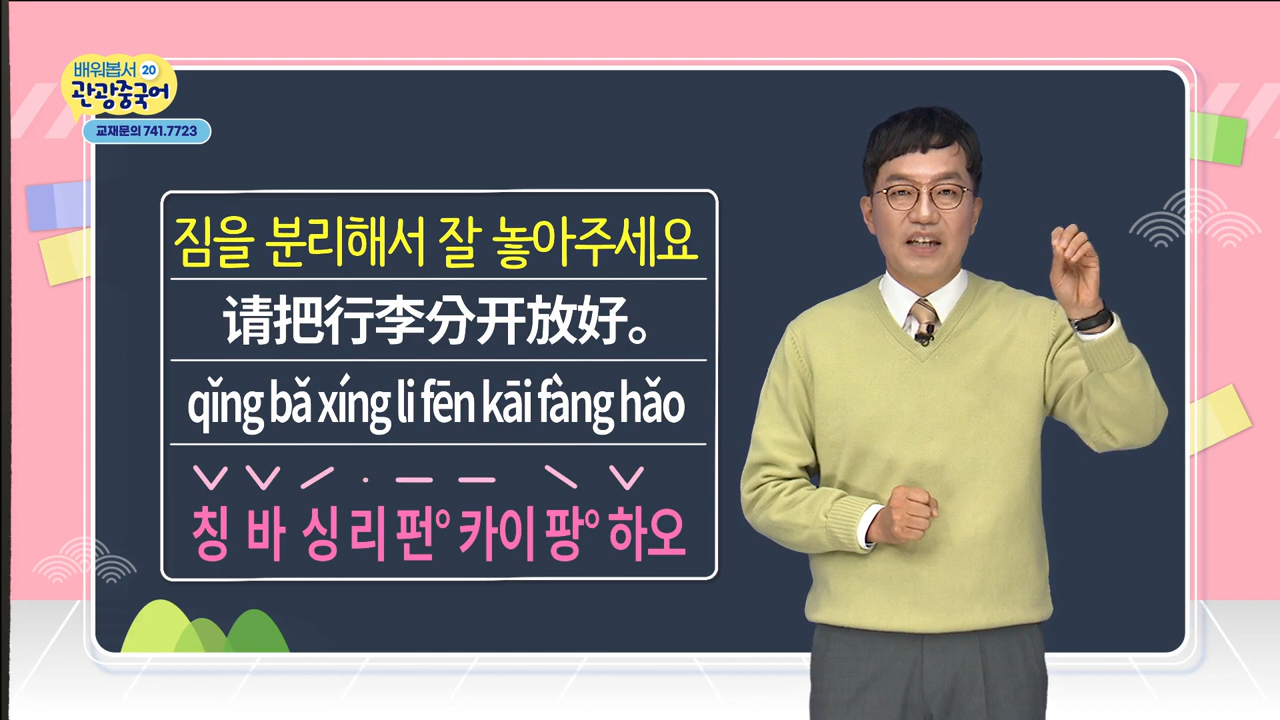 배워봅서 20
관광중국어
교재문의 741.7723
짐을 분리해서 잘 놓아주세요
请把行李分开放好。
qǐng bǎ xíng li fēn kāi fàng hǎo
칭 바 싱 리 펀° 카이 팡° 하오